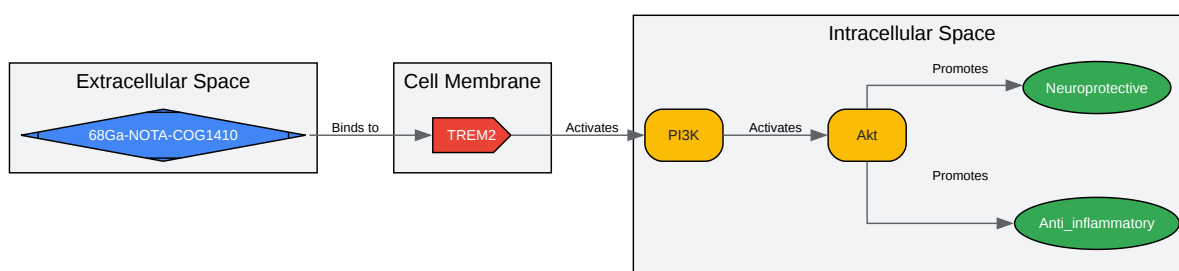 Intracellular Space
Extracellular Space
Cell Membrane
Promotes
Neuroprotective
68Ga-NOTA-COG1410
Binds to
TREM2
Activates
PI3K
Activates
Akt
Promotes
Anti_inflammatory